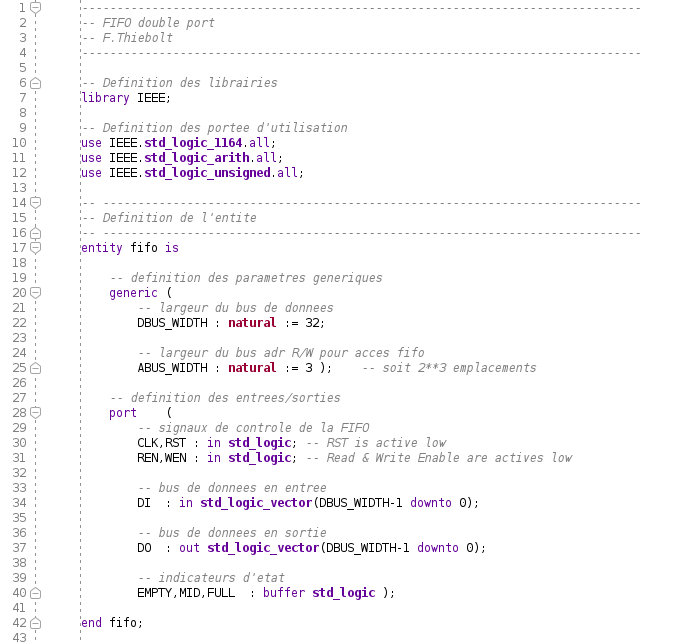 1 -------------------------------------------------------------------------------
2 -- FIFO double port
3 -- F.Thiebolt
4 -------------------------------------------------------------------------------
5
6 -- Definition des librairies
7 library IEEE;
8
9 -- Definition des portee d'utilisation
10 use IEEE.std_logic_1164.all;
11 use IEEE.std_logic_arith.all;
12 use IEEE.std_logic_unsigned.all;
13
14 -- ----------------------------------------------------------------------------
15 -- Definition de l'entite
16 -- ----------------------------------------------------------------------------
17 entity fifo is
18
19 -- definition des parametres generiques
20 generic (
21 -- largeur du bus de donnees
22 DBUS_WIDTH : natural := 32;
23
24 -- largeur du bus adr R/W pour acces fifo
25 ABUS_WIDTH : natural := 3 ); -- soit 2**3 emplacements
26
27 -- definition des entrees/sorties
28 port (
29 -- signaux de controle de la FIFO
30 CLK,RST : in std_logic; -- RST is active low
31 REN,WEN : in std_logic; -- Read & Write Enable are actives low
32
33 -- bus de donnees en entree
34 DI : in std_logic_vector(DBUS_WIDTH-1 downto 0);
35
36 -- bus de donnees en sortie
37 DO : out std_logic_vector(DBUS_WIDTH-1 downto 0);
38
39 -- indicateurs d'etat
40 EMPTY,MID,FULL : buffer std_logic );
41
42 end fifo;
43